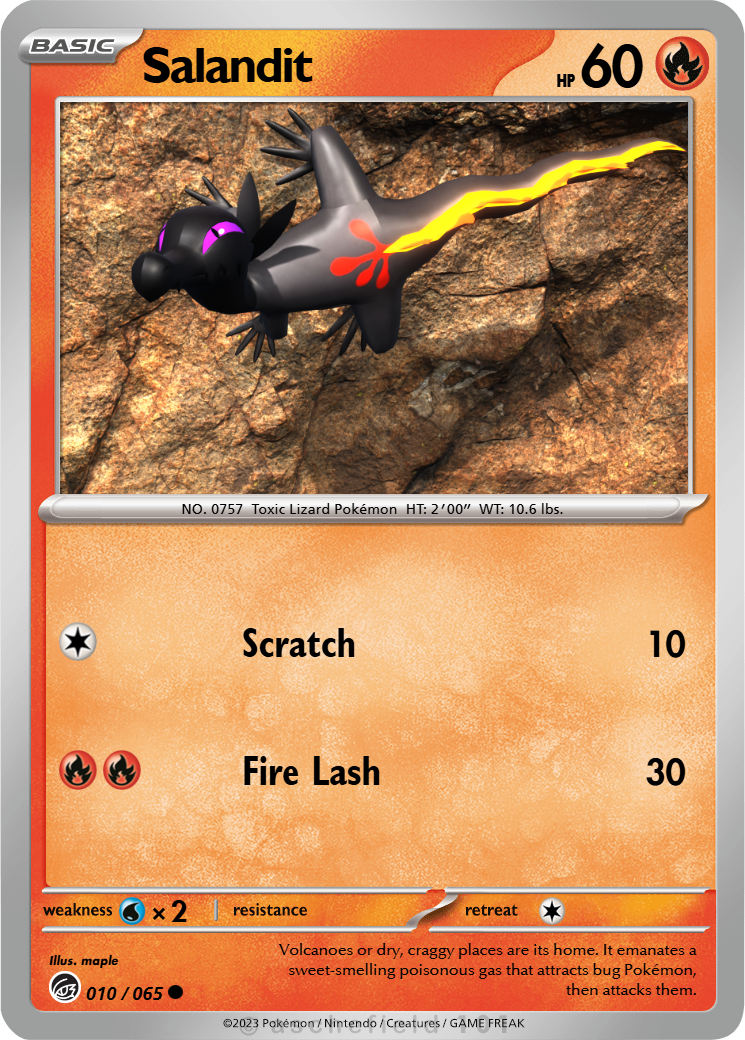 BASIC
Salandit
HP 60
NO. 0757 Toxic Lizard Pokémon HT: 2'00" WT: 10.6 lbs.
Scratch 10
Fire Lash 30
weakness × 2 resistance retreat
Illus. maple
Volcanoes or dry, craggy places are its home. It emanates a
sweet-smelling poisonous gas that attracts bug Pokémon,
then attacks them.
010 / 065
©2023 Pokémon / Nintendo / Creatures / GAME FREAK